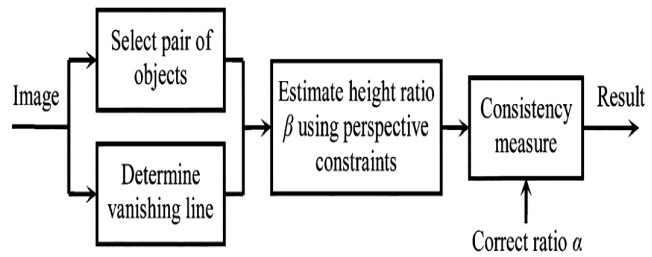 Image
Select pair of
objects
Determine
vanishing line
Estimate height ratio
β using perspective
constraints
Consistency
measure
Result
Correct ratio α